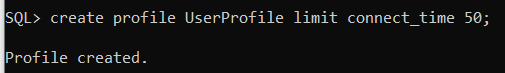 SQL> create profile UserProfile limit connect_time 50;
Profile created.